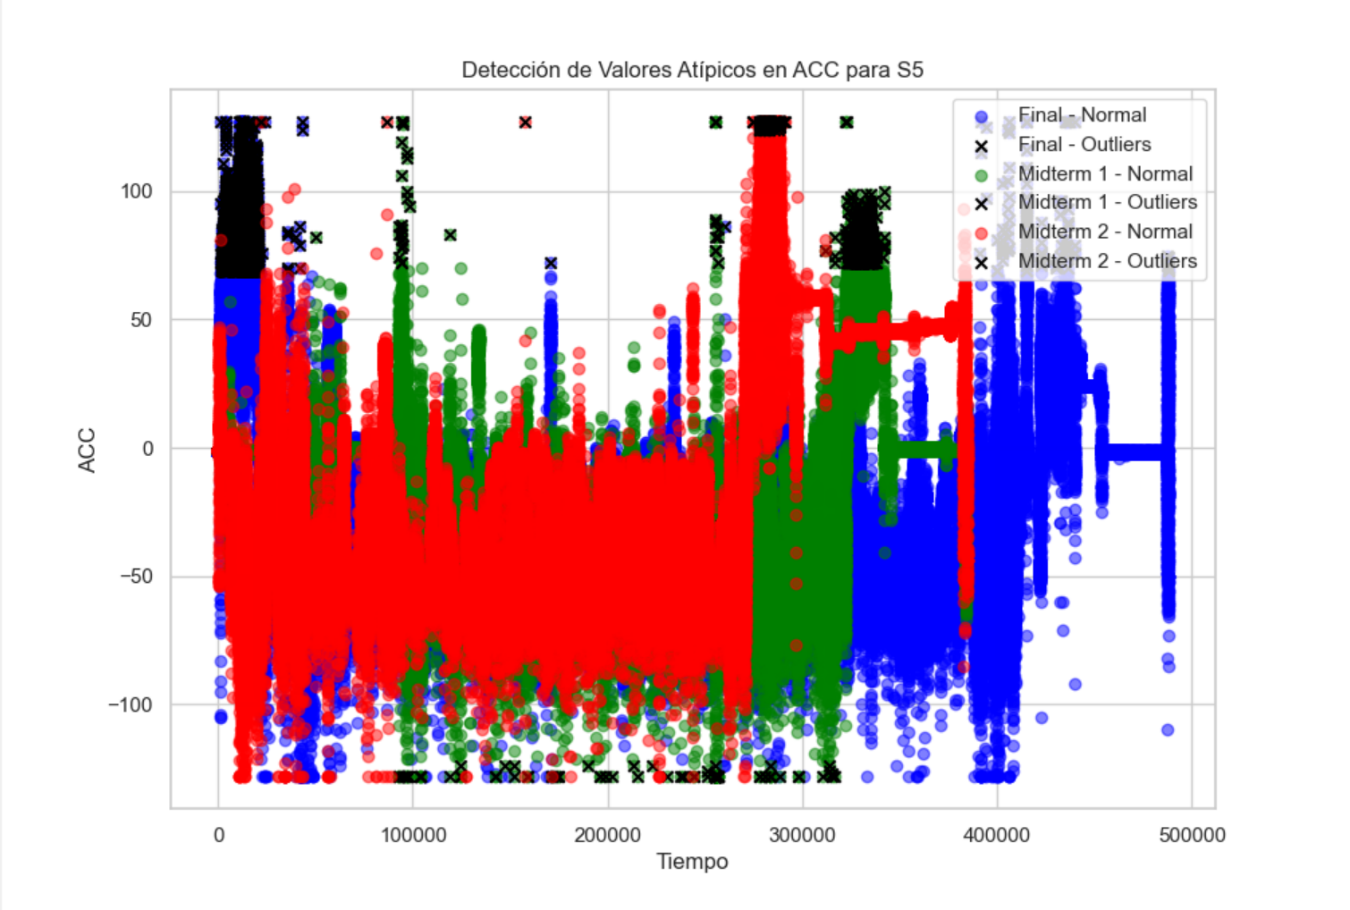 Detección de Valores Atípicos en ACC para S5
Final - Normal
Final - Outliers
Midterm 1 - Normal
Midterm 1 - Outliers
Midterm 2 - Normal
Midterm 2 - Outliers
100
50
0
−50
−100
ACC
0 100000 200000 300000 400000 500000
Tiempo